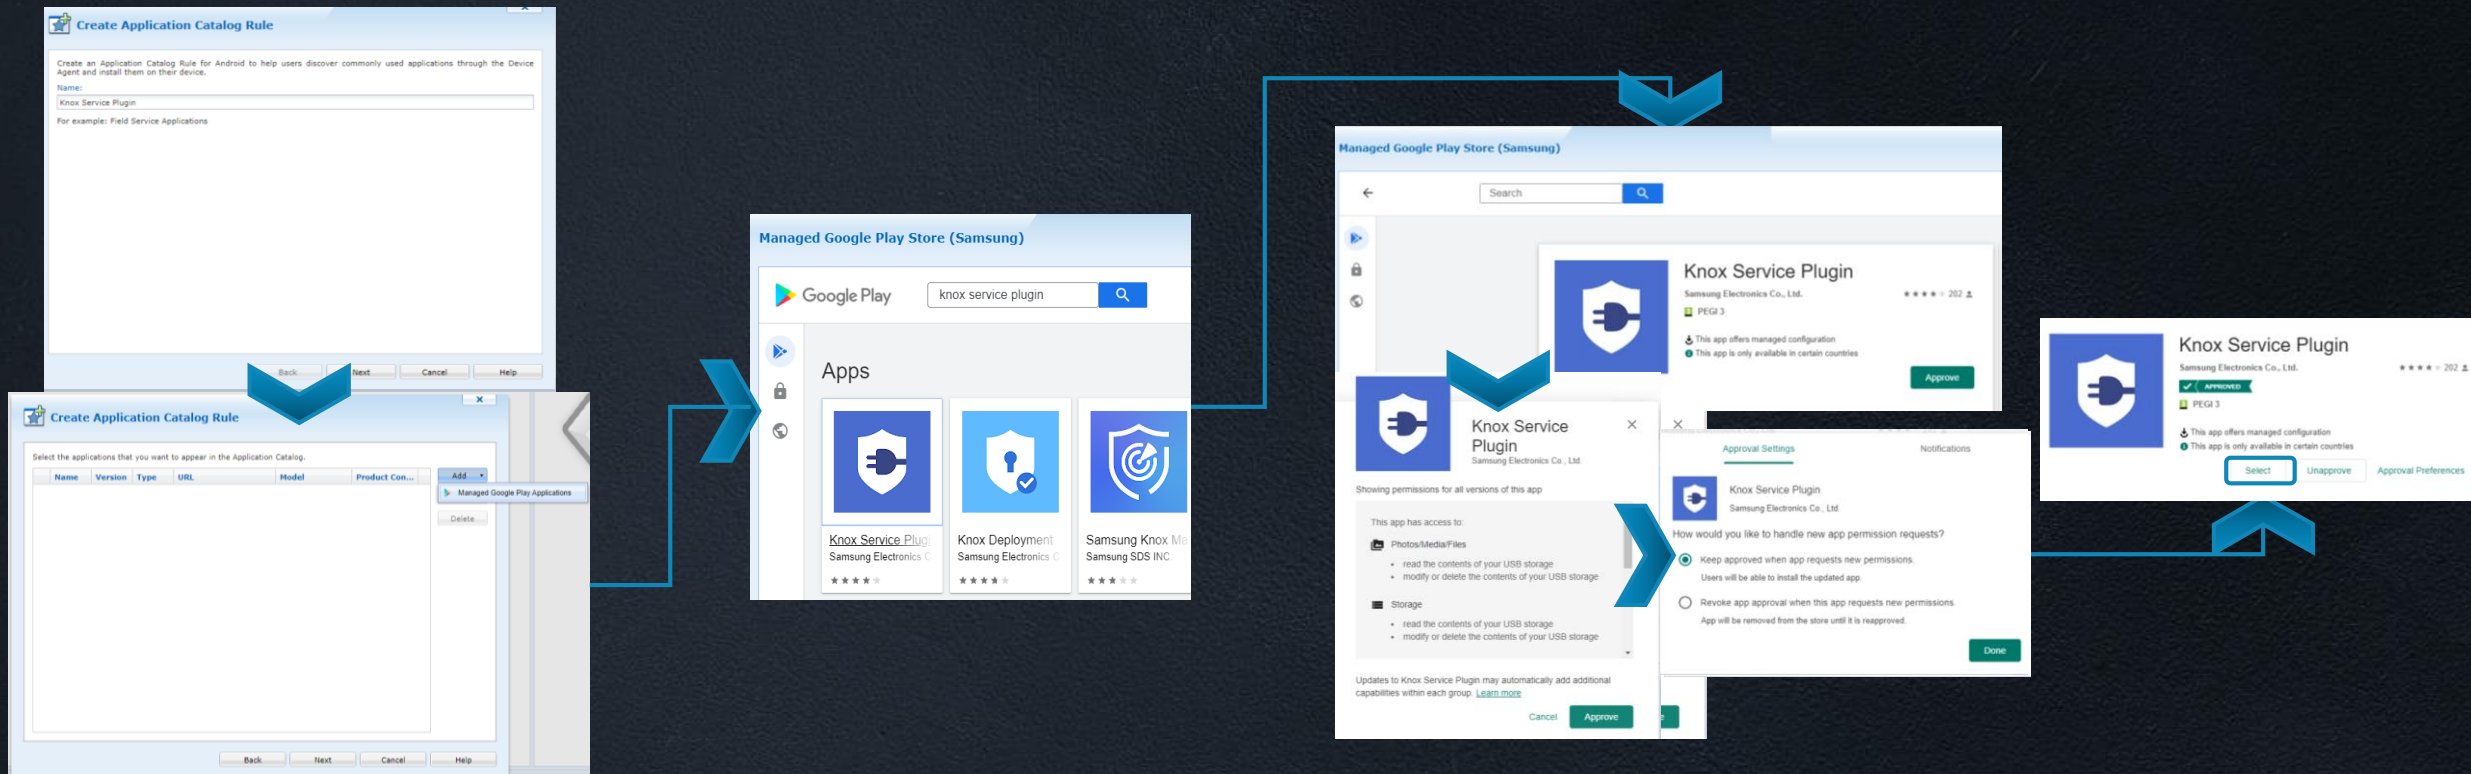 Create Application Catalog Rule
Create an Application Catalog Rule for Android to help users discover commonly used applications through the Device
Agent and install them on their device.
Name:
Knox Service Plugin
For example: Field Service Applications
Back Next Cancel Help
Create Application Catalog Rule
Select the applications that you want to appear in the Application Catalog.
Name Version Type URL Model Product Con... Add
Managed Google Play Applications
Delete
Back Next Cancel Help
Managed Google Play Store (Samsung)
Google Play knox service plugin
Apps
Knox Service Plugi
Samsung Electronics C
Knox Deployment
Samsung Electronics C
Samsung Knox Ma
Samsung SDS INC.
Managed Google Play Store (Samsung)
Search
Knox Service Plugin
Samsung Electronics Co., Ltd. 202
PEGI 3
This app offers managed configuration
This app is only available in certain countries
Approve
Knox Service
Plugin
Samsung Electronics Co., Ltd.
Showing permissions for all versions of this app
This app has access to:
Photos/Media/Files
• read the contents of your USB storage
• modify or delete the contents of your USB storage
Storage
• read the contents of your USB storage
• modify or delete the contents of your USB storage
Updates to Knox Service Plugin may automatically add additional
capabilities within each group. Learn more
Cancel Approve
Approval Settings Notifications
Knox Service Plugin
Samsung Electronics Co., Ltd.
How would you like to handle new app permission requests?
Keep approved when app requests new permissions.
Users will be able to install the updated app.
Revoke app approval when this app requests new permissions.
App will be removed from the store until it is reapproved.
Done
Knox Service Plugin
Samsung Electronics Co., Ltd. 202
APPROVED
PEGI 3
This app offers managed configuration
This app is only available in certain countries
Select Unapprove Approval Preferences